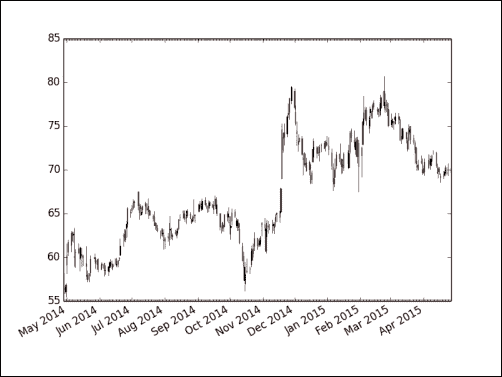 85
80
75
70
65
60
55
May 2014
Jun 2014
Jul 2014
Aug 2014
Sep 2014
Oct 2014
Nov 2014
Dec 2014
Jan 2015
Feb 2015
Mar 2015
Apr 2015